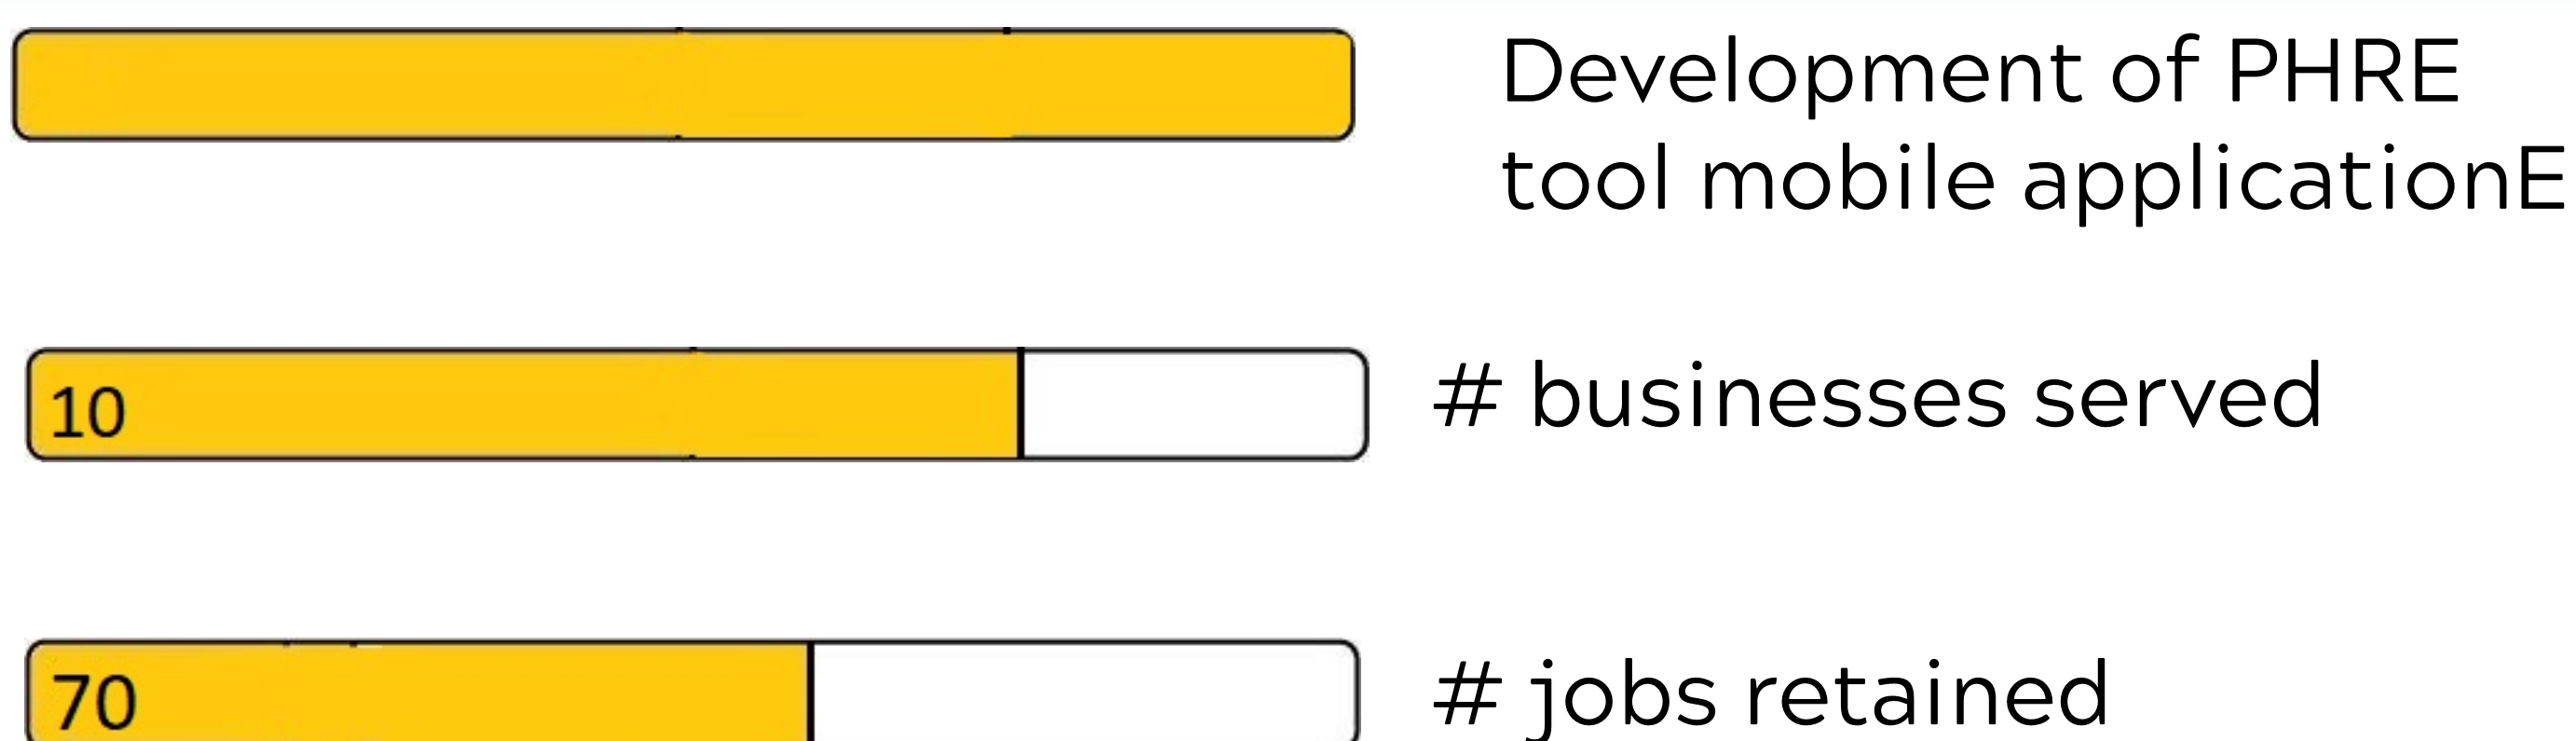 Development of PHRE
tool mobile applicationE
10
# businesses served
70
# jobs retained